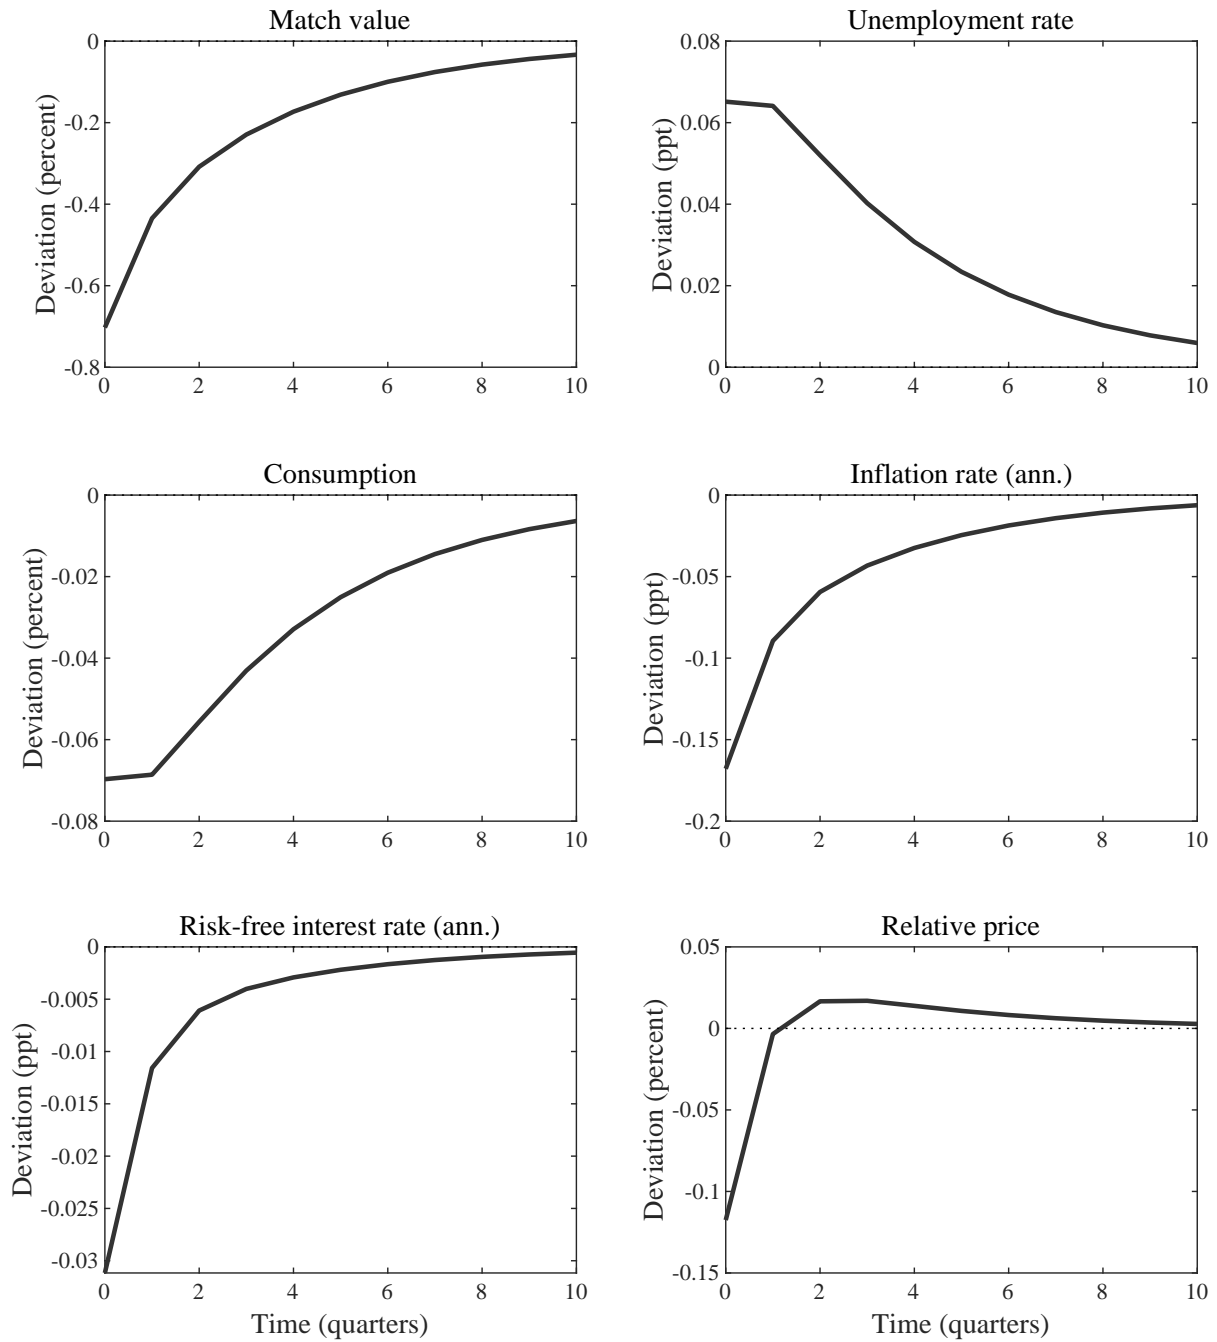 Match value
Deviation (percent)
0
-0.2
-0.4
-0.6
-0.8
0 2 4 6 8 10
Unemployment rate
Deviation (ppt)
0.08
0.06
0.04
0.02
0
0 2 4 6 8 10
Consumption
Deviation (percent)
0
-0.02
-0.04
-0.06
-0.08
0 2 4 6 8 10
Inflation rate (ann.)
Deviation (ppt)
0
-0.05
-0.1
-0.15
-0.2
0 2 4 6 8 10
Risk-free interest rate (ann.)
Deviation (ppt)
0
-0.005
-0.01
-0.015
-0.02
-0.025
-0.03
0 2 4 6 8 10
Time (quarters)
Relative price
Deviation (percent)
0.05
0
-0.05
-0.1
-0.15
0 2 4 6 8 10
Time (quarters)